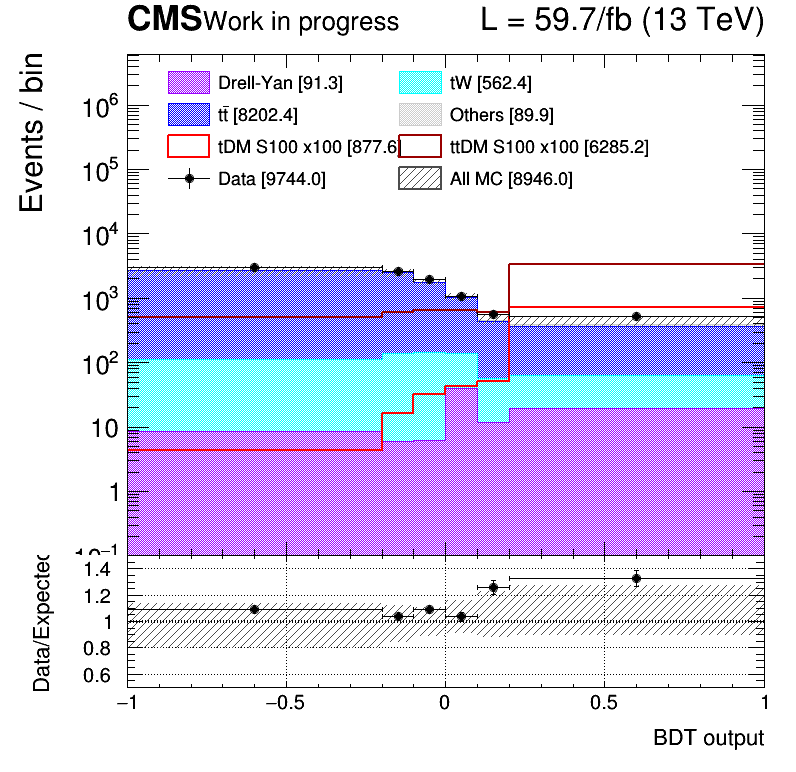 CMS Work in progress L = 59.7/fb (13 TeV)
Events / bin
Drell-Yan [91.3] tW [562.4]
tt̄ [8202.4] Others [89.9]
tDM S100 x100 [877.6] ttDM S100 x100 [6285.2]
Data [9744.0] All MC [8946.0]
10⁶
10⁵
10⁴
10³
10²
10
1
10⁻¹
Data/Expected
1.4
1.2
1
0.8
0.6
−1 −0.5 0 0.5 1
BDT output